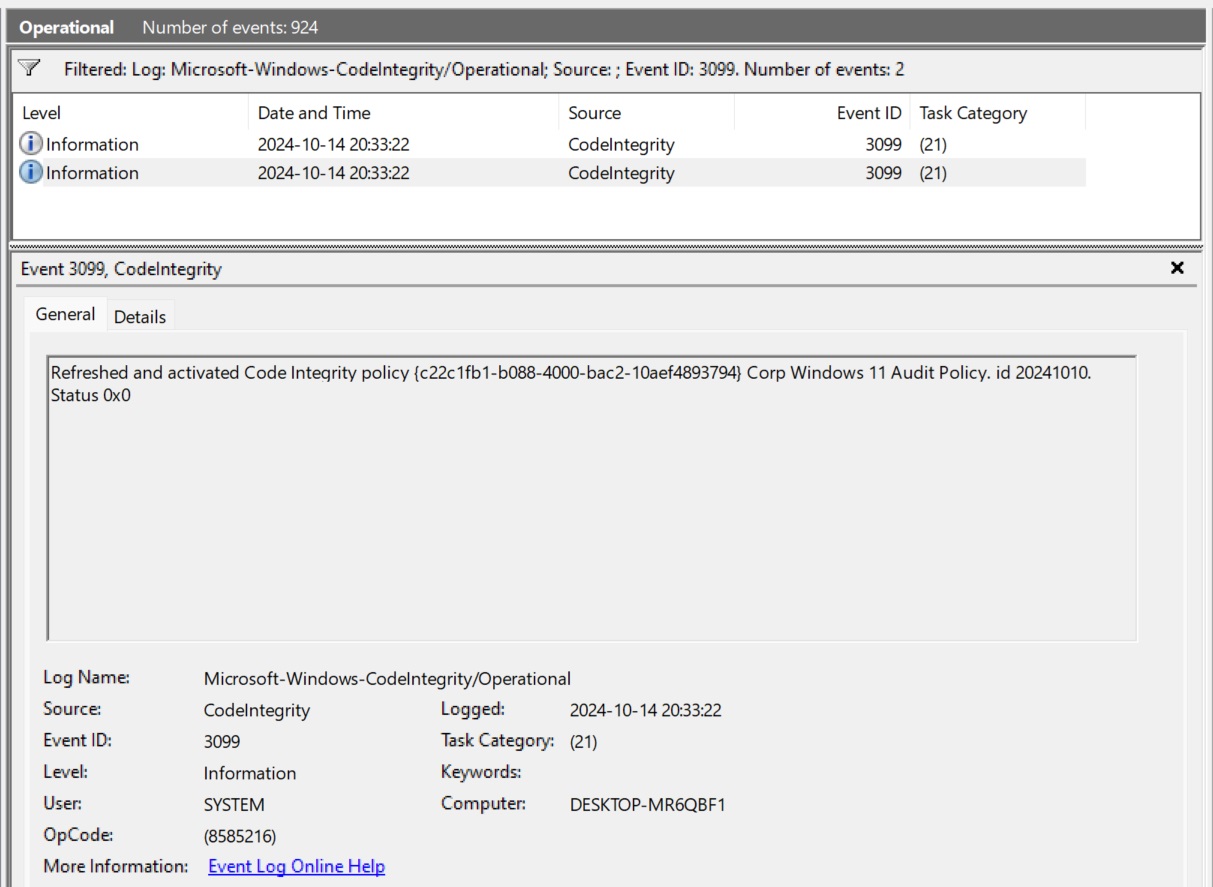 Operational Number of events: 924
Filtered: Log: Microsoft-Windows-CodeIntegrity/Operational; Source: ; Event ID: 3099. Number of events: 2
Level Date and Time Source Event ID Task Category
Information 2024-10-14 20:33:22 CodeIntegrity 3099 (21)
Information 2024-10-14 20:33:22 CodeIntegrity 3099 (21)
Event 3099, CodeIntegrity
General Details
Refreshed and activated Code Integrity policy {c22c1fb1-b088-4000-bac2-10aef4893794} Corp Windows 11 Audit Policy. id 20241010.
Status 0x0
Log Name: Microsoft-Windows-CodeIntegrity/Operational
Source: CodeIntegrity Logged: 2024-10-14 20:33:22
Event ID: 3099 Task Category: (21)
Level: Information Keywords:
User: SYSTEM Computer: DESKTOP-MR6QBF1
OpCode: (8585216)
More Information: Event Log Online Help